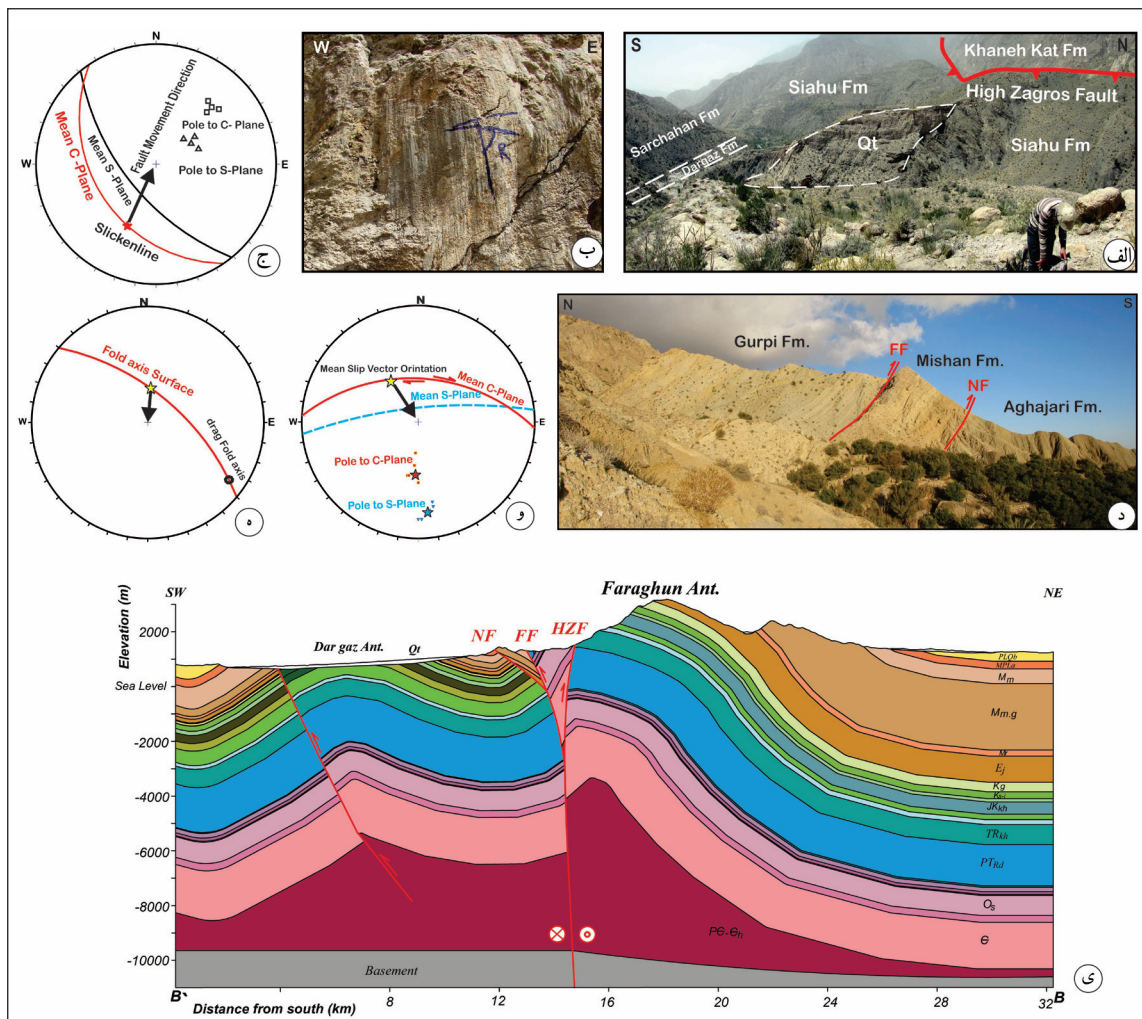 N
Fault Movement Direction
Mean C-Plane
Mean S-Plane
Pole to C- Plane
Pole to S-Plane
W
E
Slickenline
ج
W
E
R
ب
S
N
Khaneh Kat Fm
Siahu Fm
High Zagros Fault
Sarchahan Fm
Dargaz Fm
Qt
Siahu Fm
الف
N
Fold axis Surface
W
E
drag Fold axis
ه
N
Mean Slip Vector Orintation
Mean C-Plane
Mean S-Plane
W
E
Pole to C-Plane
Pole to S-Plane
و
N
S
Gurpi Fm.
FF
Mishan Fm.
NF
Aghajari Fm.
د
SW
Faraghun Ant.
NE
Elevation (m)
2000
Sea Level
-2000
-4000
-6000
-8000
-10000
Dar gaz Ant.
Qt
NF
FF
HZF
PLQb
MPLa
Mm
Mm.g
Mr
Ej
Kg
JKkh
TRkh
PTRd
Os
Є
PЄ-Єh
Basement
ى
B`
4
8
12
16
20
24
28
32
B
Distance from south (km)